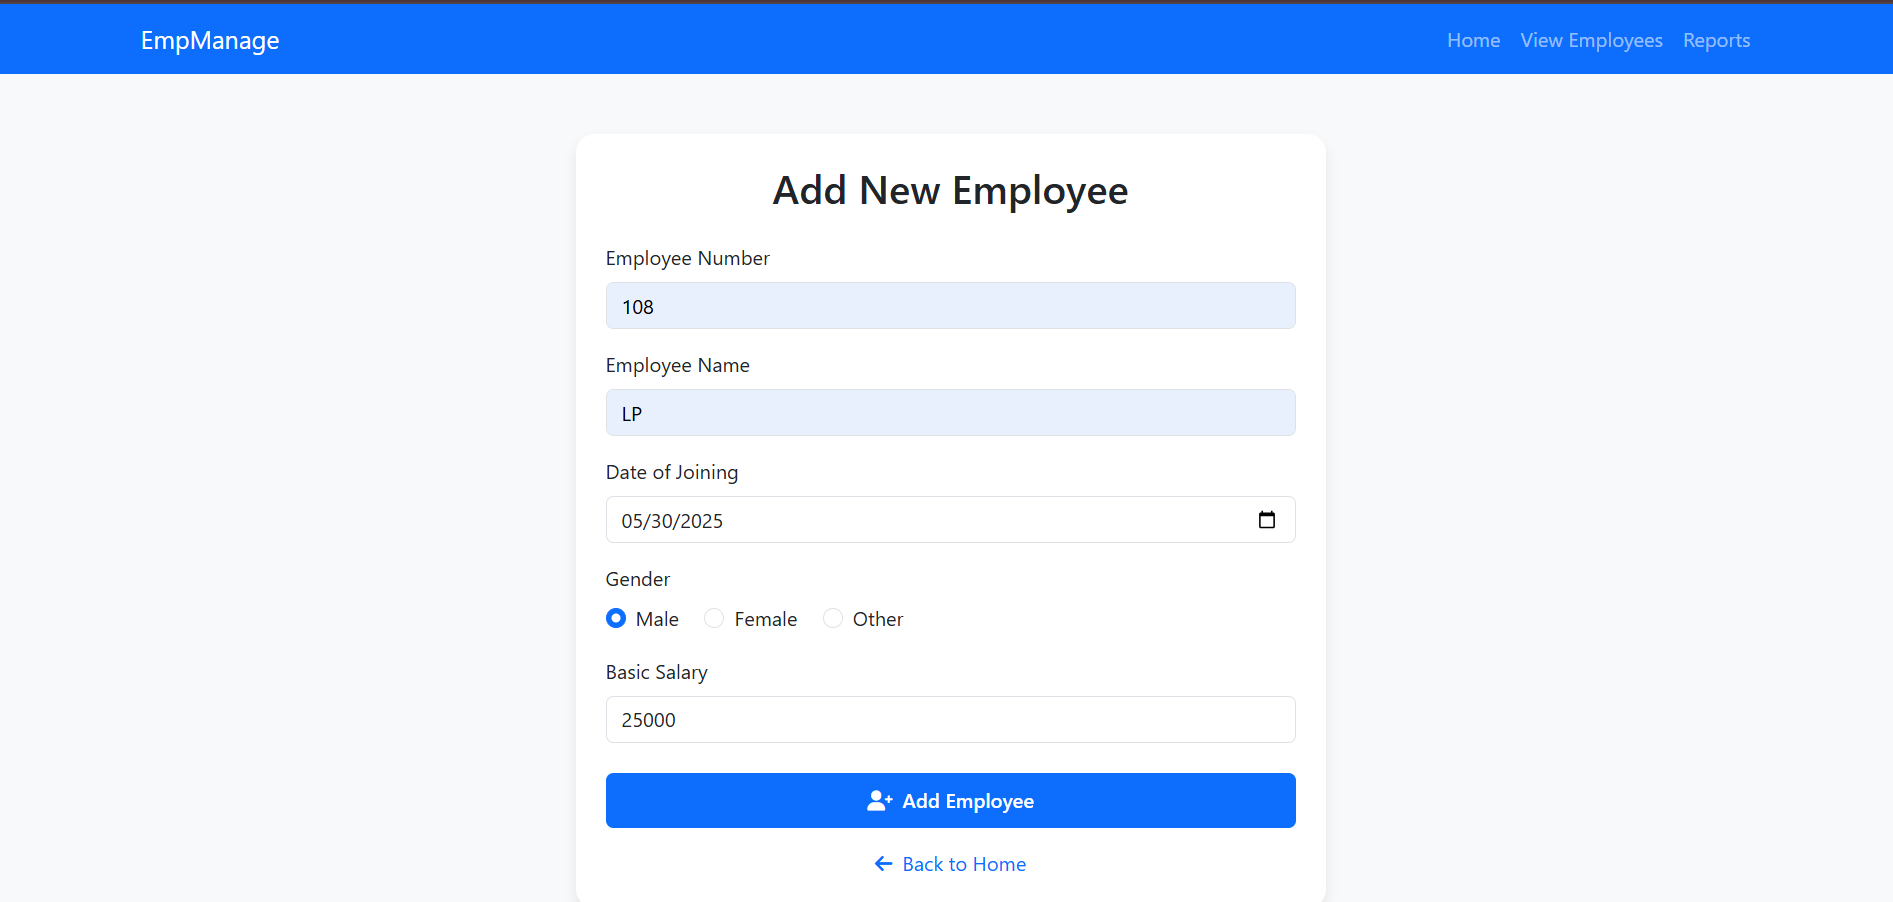 EmpManage Home View Employees Reports
Add New Employee
Employee Number
108
Employee Name
LP
Date of Joining
05/30/2025
Gender
Male Female Other
Basic Salary
25000
Add Employee
Back to Home